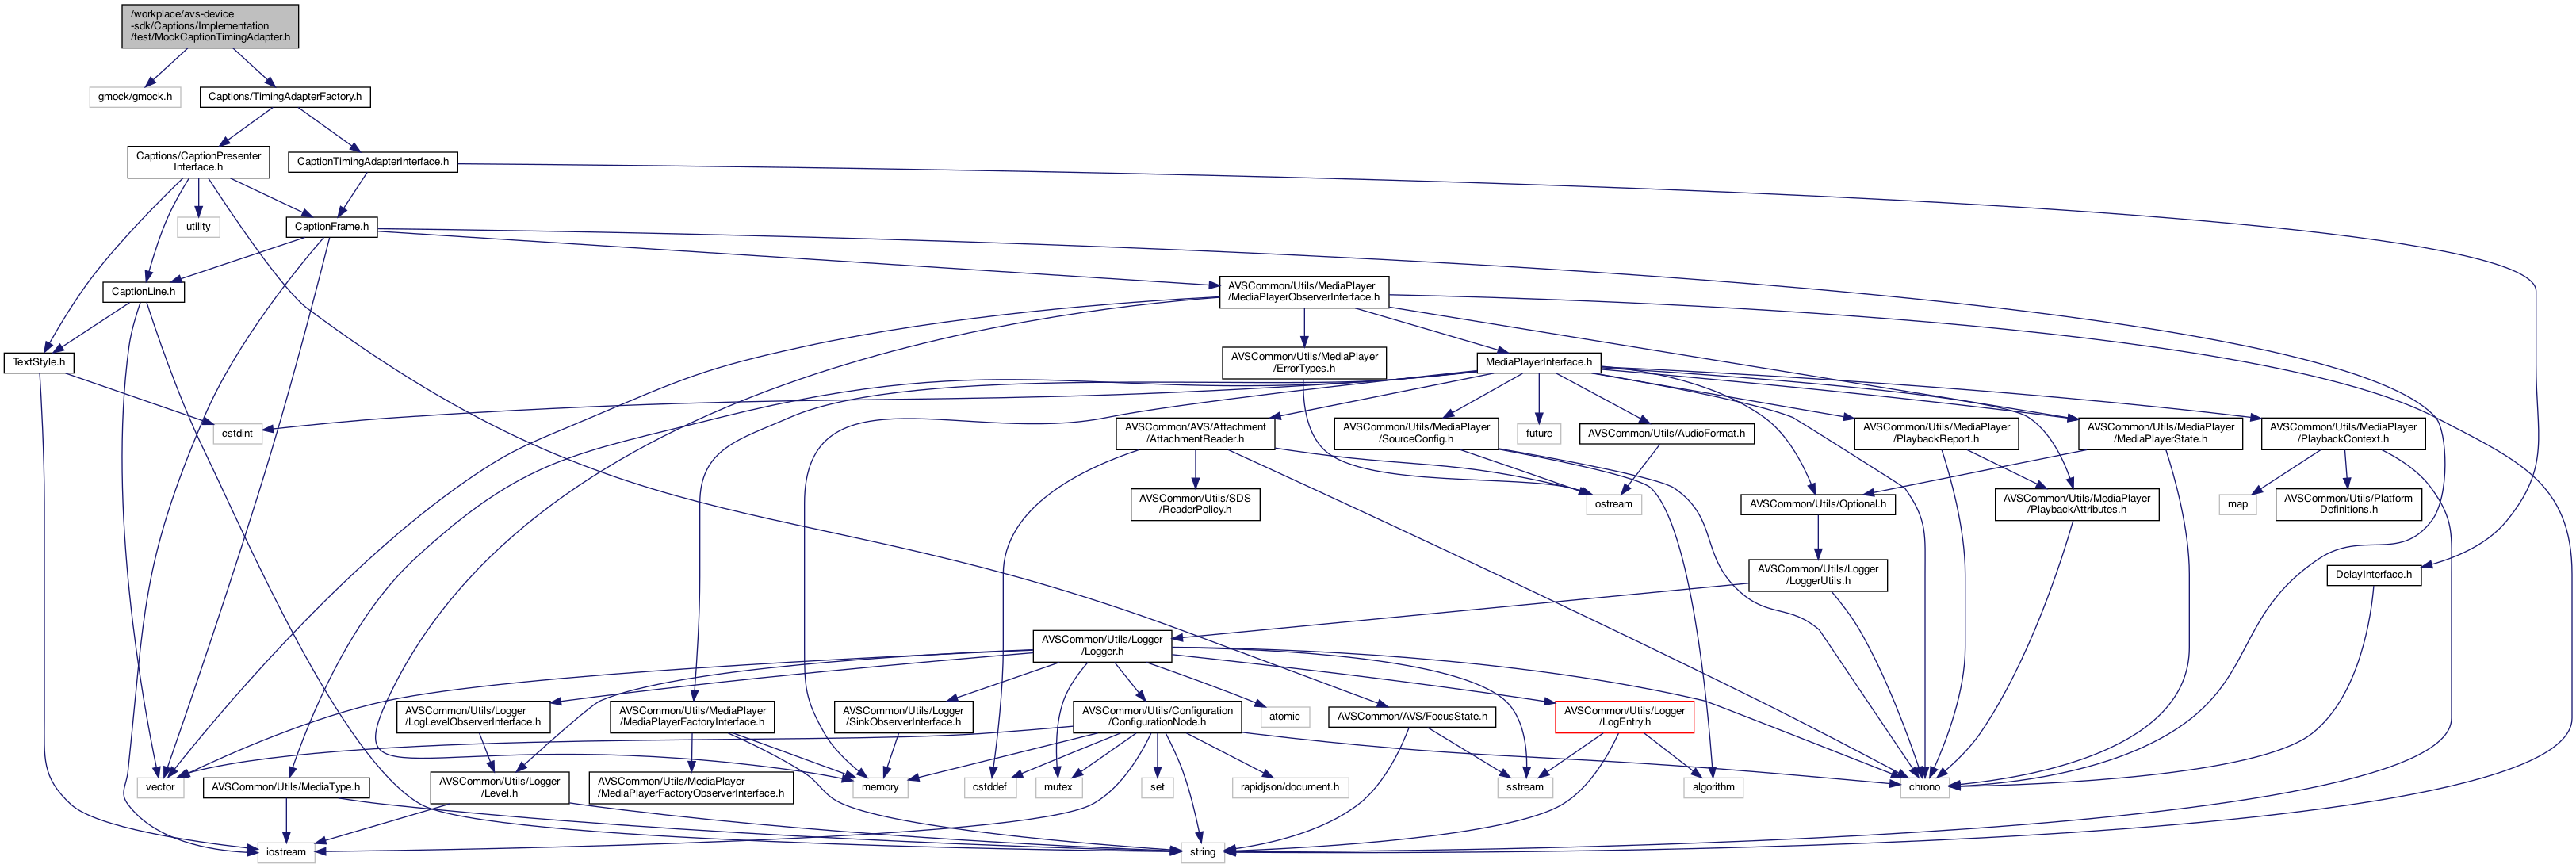 /workplace/avs-device
-sdk/Captions/Implementation
/test/MockCaptionTimingAdapter.h
gmock/gmock.h
Captions/TimingAdapterFactory.h
Captions/CaptionPresenter
Interface.h
CaptionTimingAdapterInterface.h
utility
CaptionFrame.h
CaptionLine.h
AVSCommon/Utils/MediaPlayer
/MediaPlayerObserverInterface.h
TextStyle.h
AVSCommon/Utils/MediaPlayer
/ErrorTypes.h
MediaPlayerInterface.h
cstdint
AVSCommon/AVS/Attachment
/AttachmentReader.h
AVSCommon/Utils/MediaPlayer
/SourceConfig.h
future
AVSCommon/Utils/AudioFormat.h
AVSCommon/Utils/MediaPlayer
/PlaybackReport.h
AVSCommon/Utils/MediaPlayer
/MediaPlayerState.h
AVSCommon/Utils/MediaPlayer
/PlaybackContext.h
AVSCommon/Utils/SDS
/ReaderPolicy.h
ostream
AVSCommon/Utils/Optional.h
AVSCommon/Utils/MediaPlayer
/PlaybackAttributes.h
map
AVSCommon/Utils/Platform
Definitions.h
AVSCommon/Utils/Logger
/LoggerUtils.h
DelayInterface.h
AVSCommon/Utils/Logger
/Logger.h
AVSCommon/Utils/Logger
/LogLevelObserverInterface.h
AVSCommon/Utils/MediaPlayer
/MediaPlayerFactoryInterface.h
AVSCommon/Utils/Logger
/SinkObserverInterface.h
AVSCommon/Utils/Configuration
/ConfigurationNode.h
atomic
AVSCommon/AVS/FocusState.h
AVSCommon/Utils/Logger
/LogEntry.h
vector
AVSCommon/Utils/MediaType.h
AVSCommon/Utils/Logger
/Level.h
AVSCommon/Utils/MediaPlayer
/MediaPlayerFactoryObserverInterface.h
memory
cstddef
mutex
set
rapidjson/document.h
sstream
algorithm
chrono
iostream
string